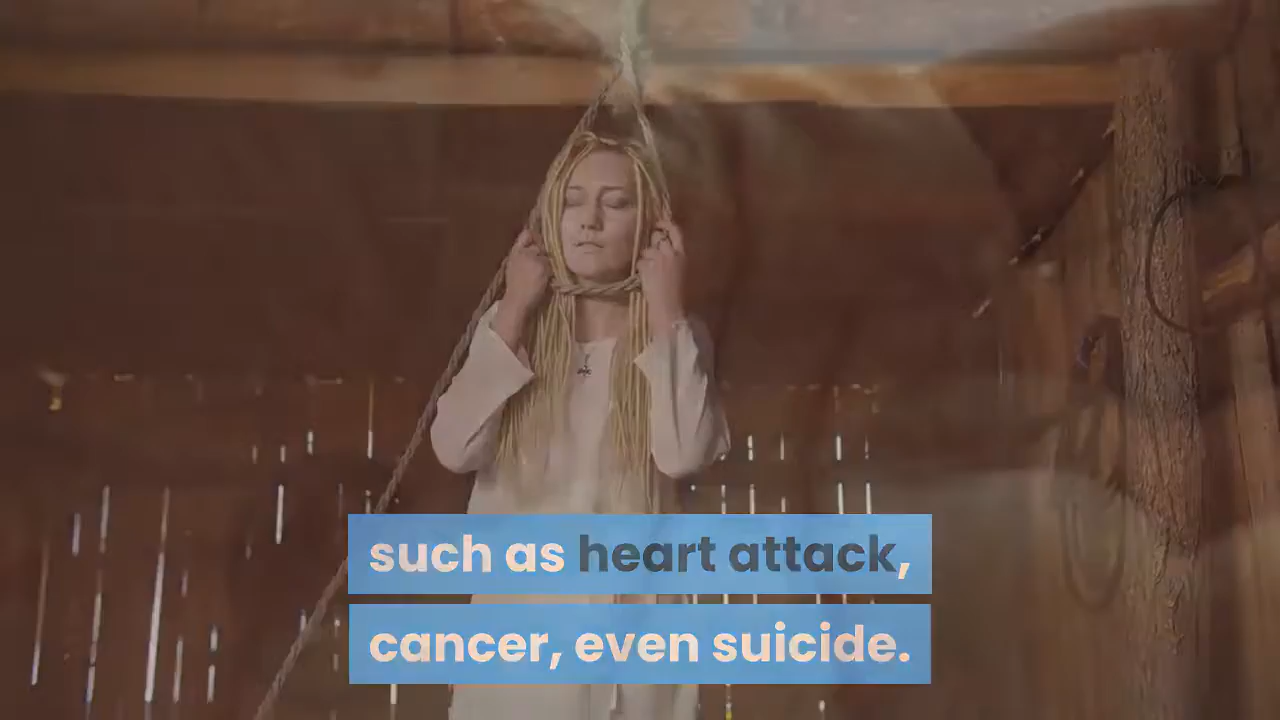 such as heart attack,
cancer, even suicide.